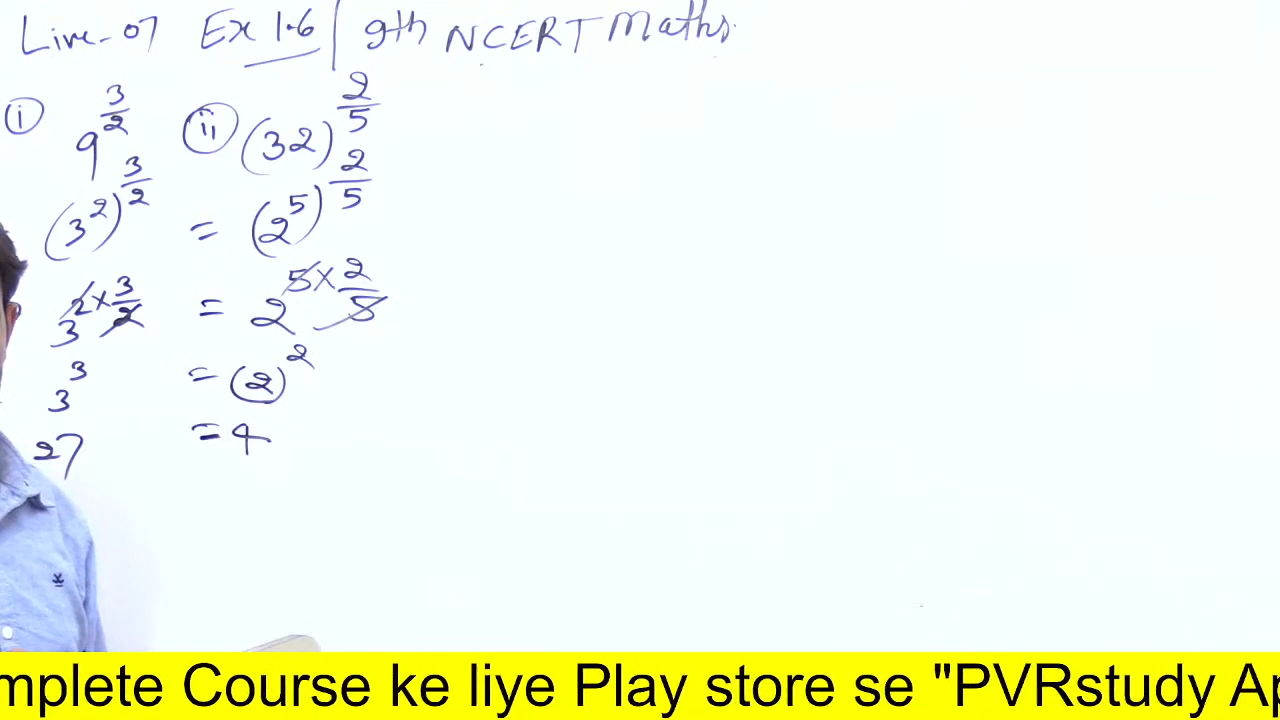 Live-07 Ex 1.6 | 9th NCERT Maths.
(i) 9^(3/2)
(3^2)^(3/2)
3^(2×3/2)
3^3
27
(ii) (32)^(2/5)
= (2^5)^(2/5)
= 2^(5×2/5)
= (2)^2
= 4
mplete Course ke liye Play store se "PVRstudy Ap